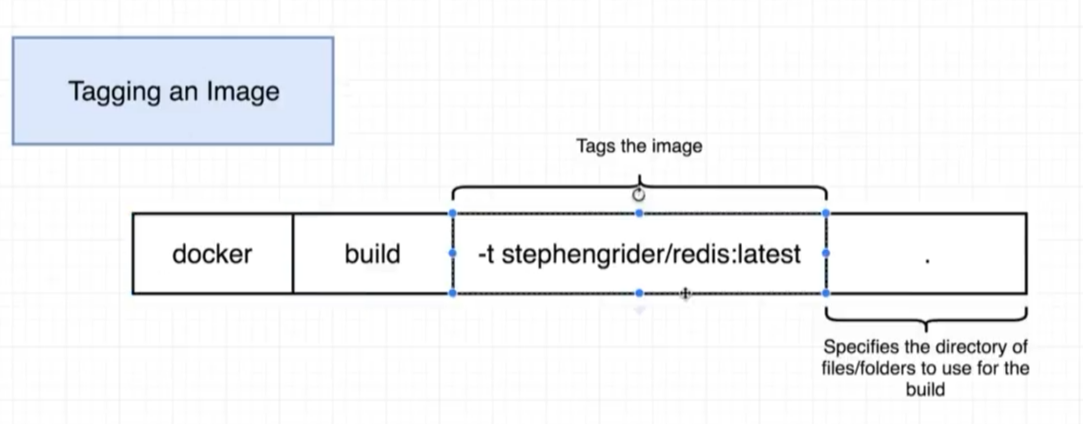 Tagging an Image
Tags the image
docker build -t stephengrider/redis:latest .
Specifies the directory of
files/folders to use for the
build